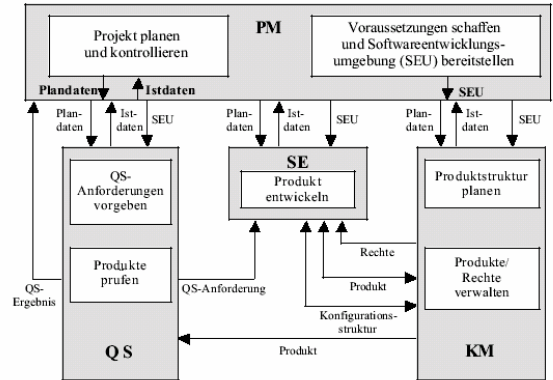 PM
Projekt planen
und kontrollieren
Voraussetzungen schaffen
und Softwareentwicklungs-
umgebung (SEU) bereitstellen
Plandaten
Istdaten
SEU
Plan-
daten
Ist-
daten
SEU
Plan-
daten
Ist-
daten
SEU
Plan-
daten
Ist-
daten
SEU
QS-
Anforderungen
vorgeben
SE
Produkt
entwickeln
Produktstruktur
planen
Produkte
prufen
Rechte
Produkte/
Rechte
verwalten
QS-
Ergebnis
QS-Anforderung
Produkt
Konfigurations-
struktur
QS
Produkt
KM